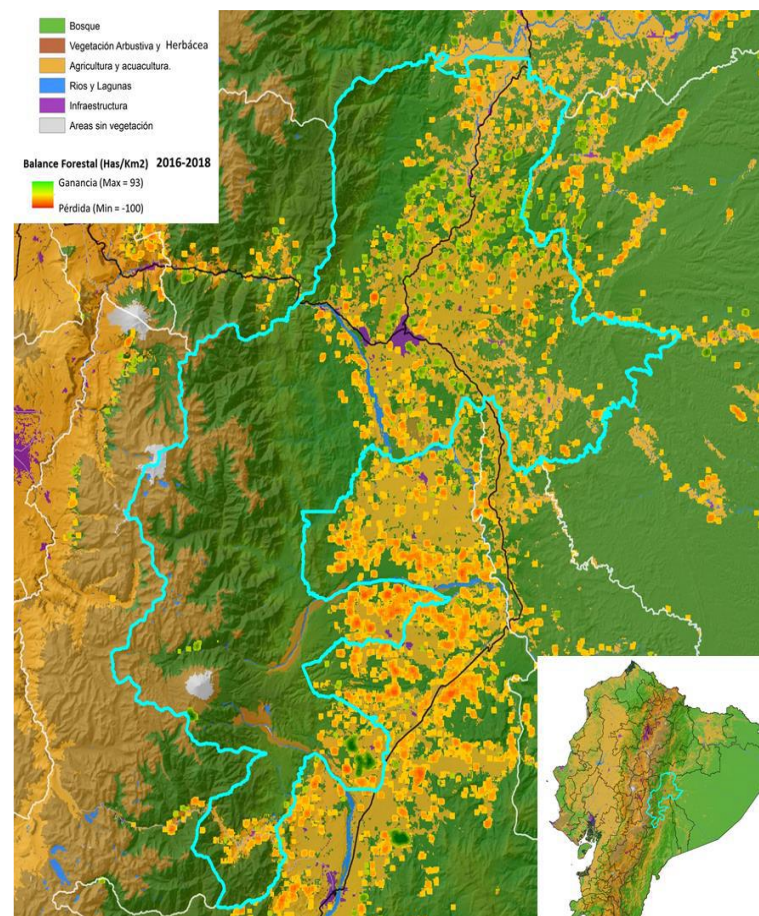 Bosque
Vegetación Arbustiva y Herbácea
Agricultura y acuacultura.
Rios y Lagunas
Infraestructura
Areas sin vegetación
Balance Forestal (Has/Km2) 2016-2018
Ganancia (Max = 93)
Pérdida (Min = -100)